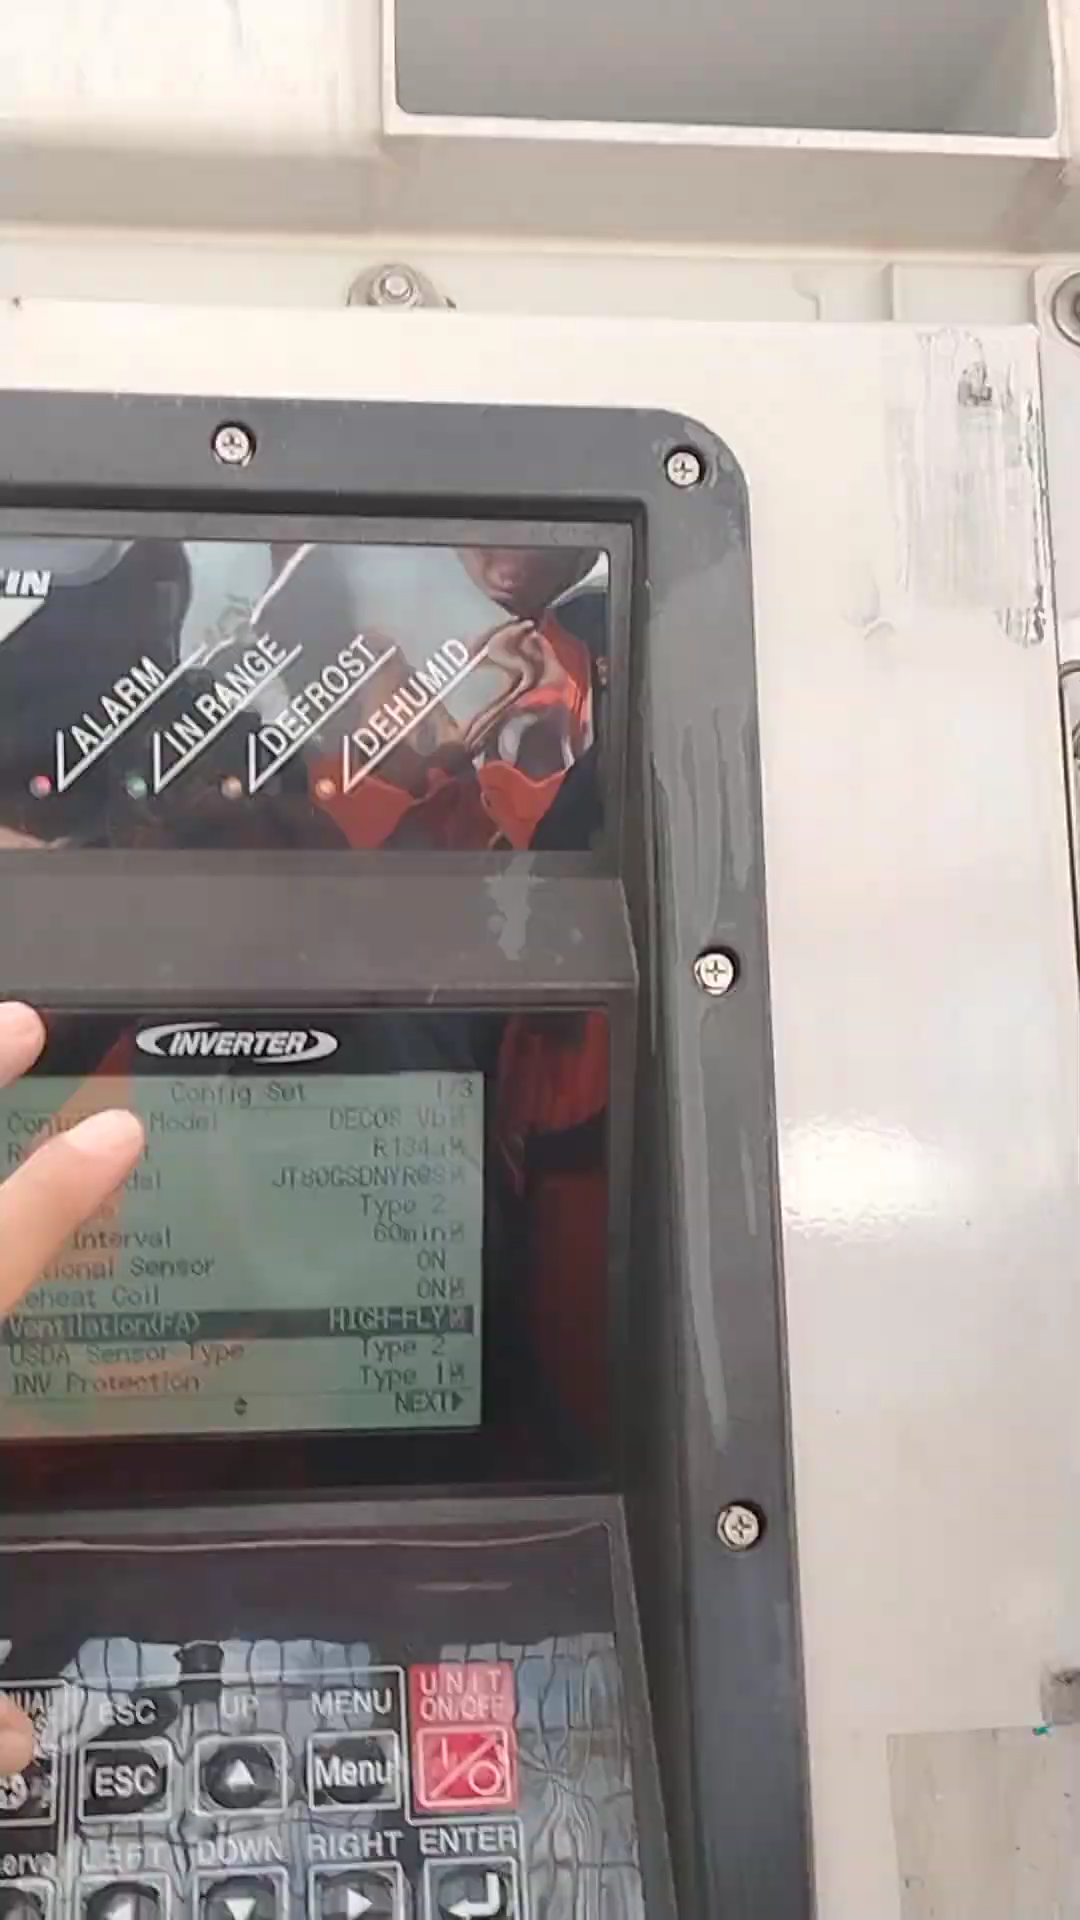 ALARM
IN RANGE
DEFROST
DEHUMID
INVERTER
Config Set 1/3
Model DECOS Vb
R134a
JT80GSDNYR@S
Type 2
Interval 60min
Sensor ON
Coil ON
Ventilation(FA) HIGH-FLY
USDA Sensor Type Type 2
INV Protection Type 1
NEXT
ESC UP MENU UNIT ON/OFF
ESC Menu I/O
LEFT DOWN RIGHT ENTER